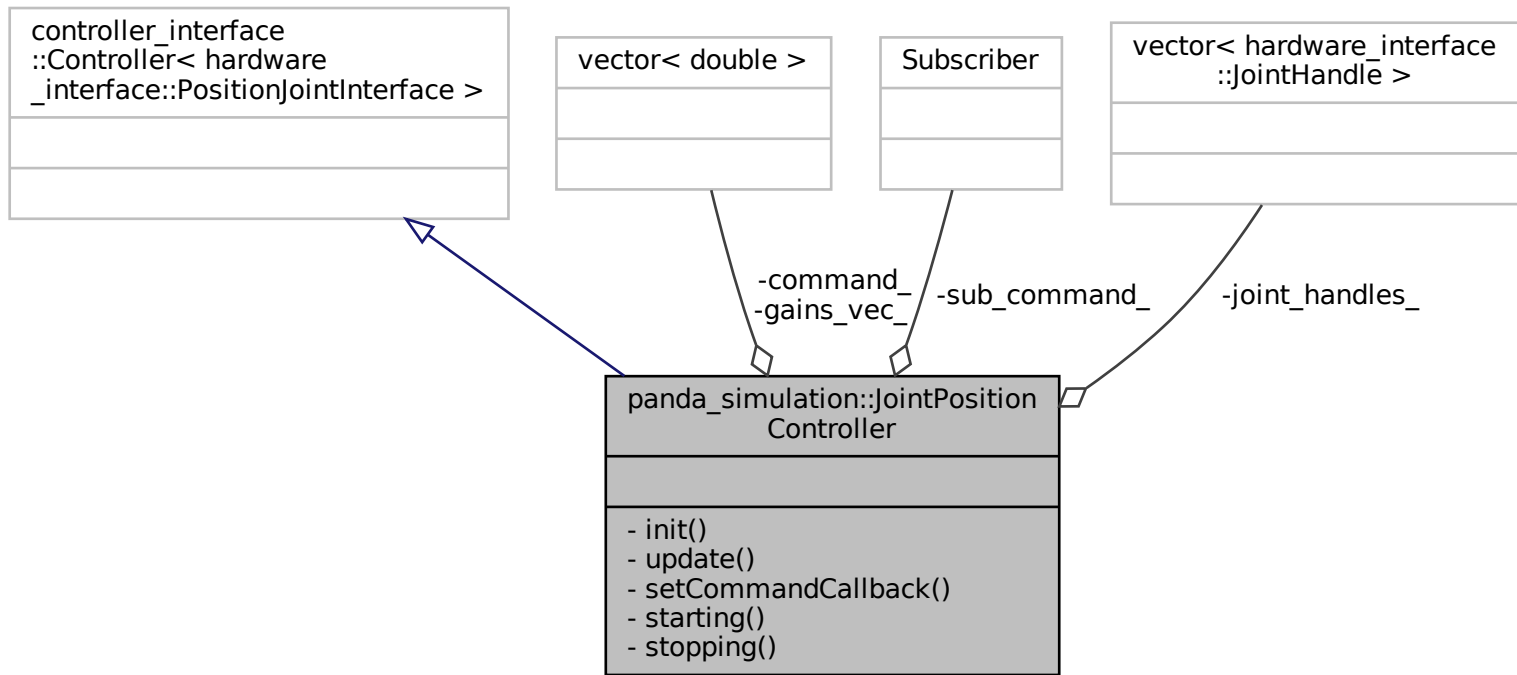 controller_interface
::Controller< hardware
_interface::PositionJointInterface >
vector< double >
Subscriber
vector< hardware_interface
::JointHandle >
-command_
-gains_vec_
-sub_command_
-joint_handles_
panda_simulation::JointPosition
Controller
- init()
- update()
- setCommandCallback()
- starting()
- stopping()